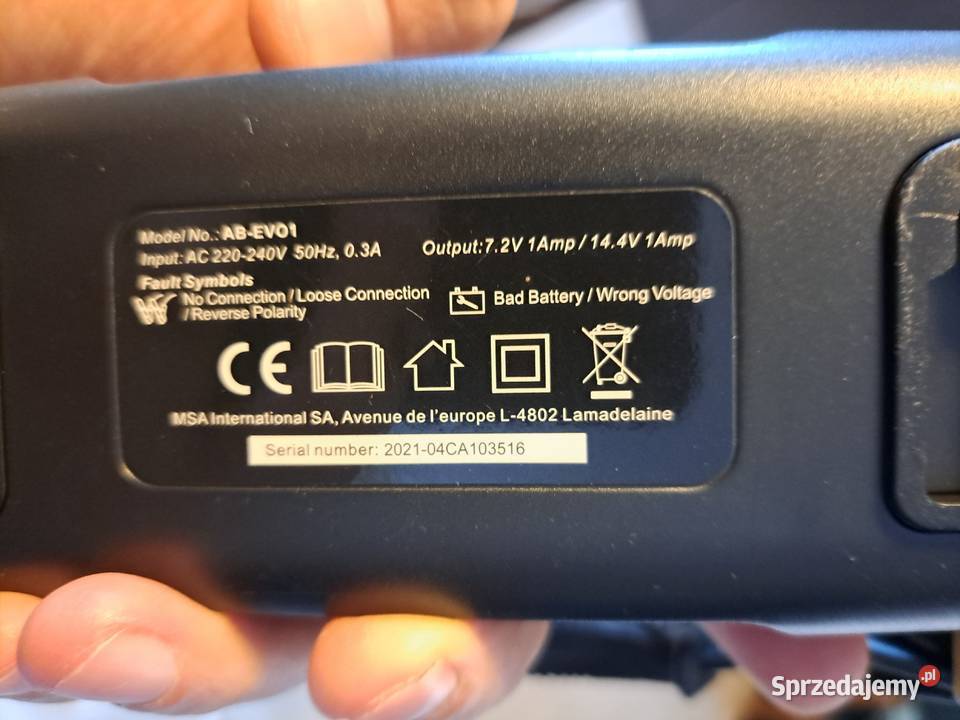 Model No.: AB-EVO1
Input: AC 220-240V 50Hz, 0.3A
Output:7.2V 1Amp / 14.4V 1Amp
Fault Symbols
No Connection / Loose Connection
/ Reverse Polarity
Bad Battery / Wrong Voltage
CE
MSA International SA, Avenue de l'europe L-4802 Lamadelaine
Serial number: 2021-04CA103516
Sprzedajemy.pl